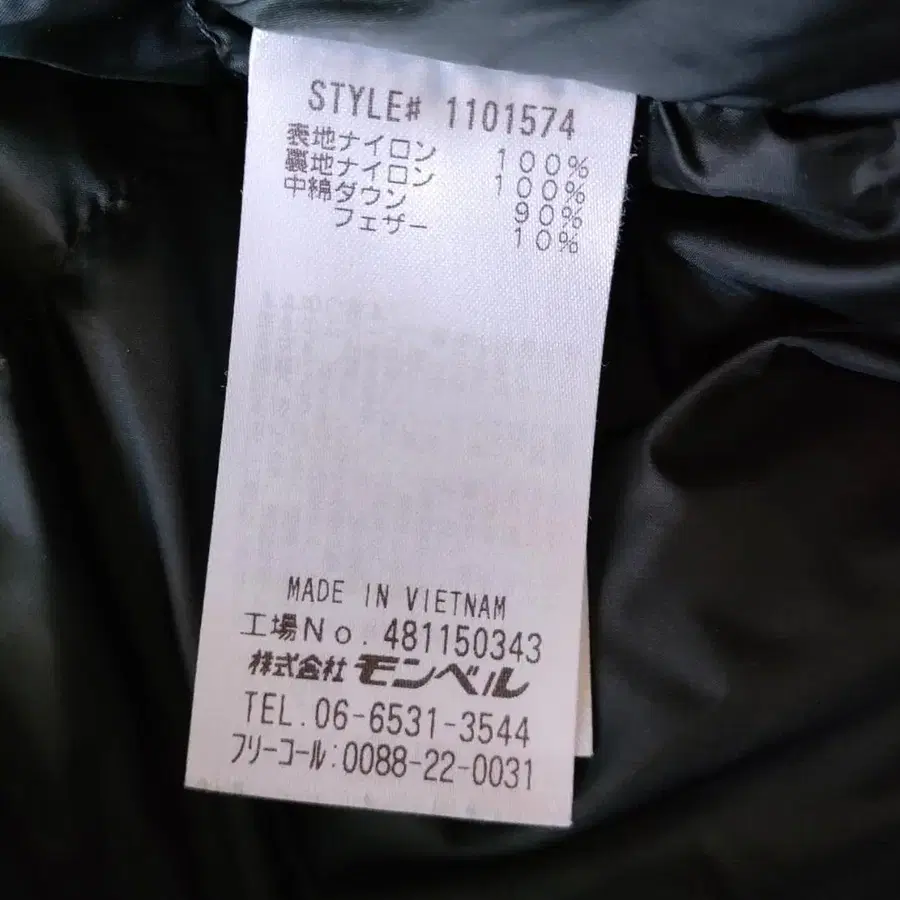 STYLE# 1101574
表地ナイロン 100%
裏地ナイロン 100%
中綿ダウン 90%
フェザー 10%
MADE IN VIETNAM
工場No. 481150343
株式会社モンベル
TEL. 06-6531-3544
フリーコール:0088-22-0031